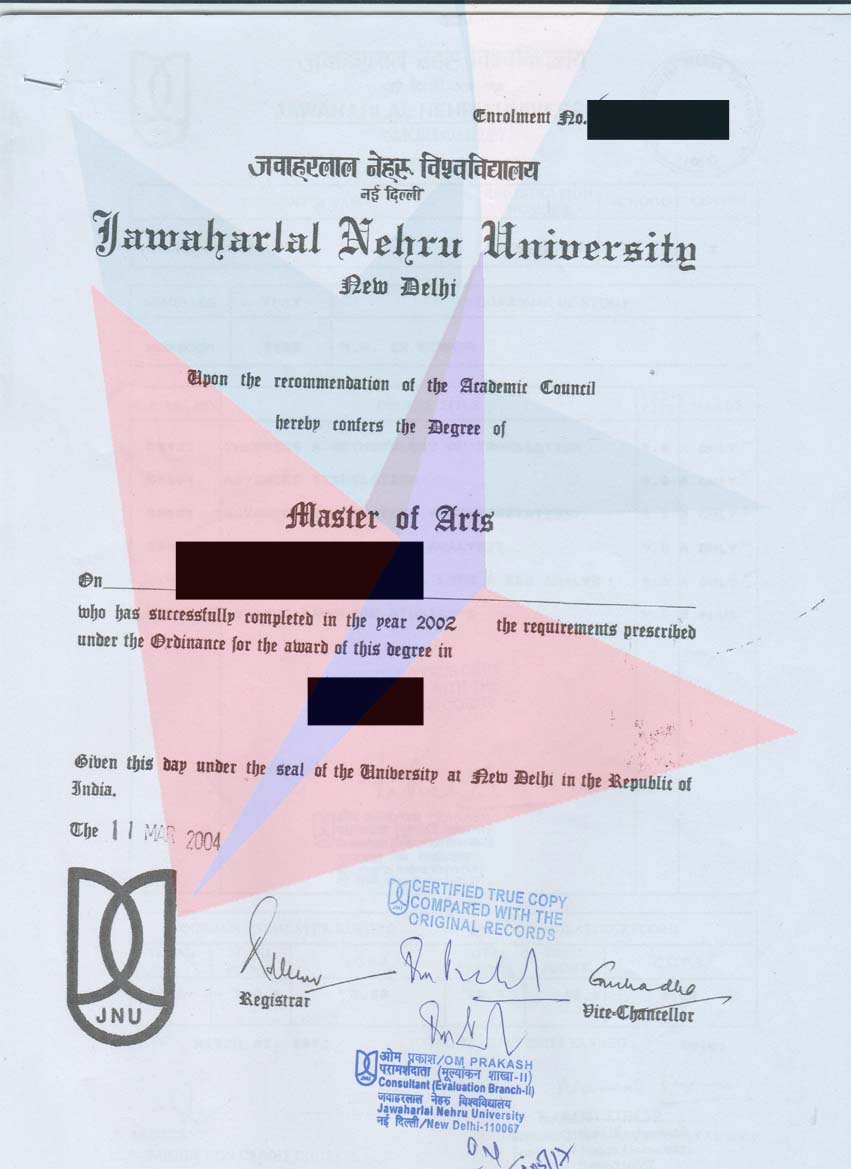 Enrolment No.
जवाहरलाल नेहरू विश्वविद्यालय
नई दिल्ली
Jawaharlal Nehru University
New Delhi
Upon the recommendation of the Academic Council
hereby confers the Degree of
Master of Arts
On
who has successfully completed in the year 2002 the requirements prescribed
under the Ordinance for the award of this degree in
Given this day under the seal of the University at New Delhi in the Republic of
India.
The 11 MAR 2004
CERTIFIED TRUE COPY
COMPARED WITH THE
ORIGINAL RECORDS
JNU
Registrar
Vice-Chancellor
ओम प्रकाश/OM PRAKASH
परामर्शदाता (मूल्यांकन शाखा-II)
Consultant (Evaluation Branch-II)
जवाहरलाल नेहरू विश्वविद्यालय
Jawaharlal Nehru University
नई दिल्ली/New Delhi-110067